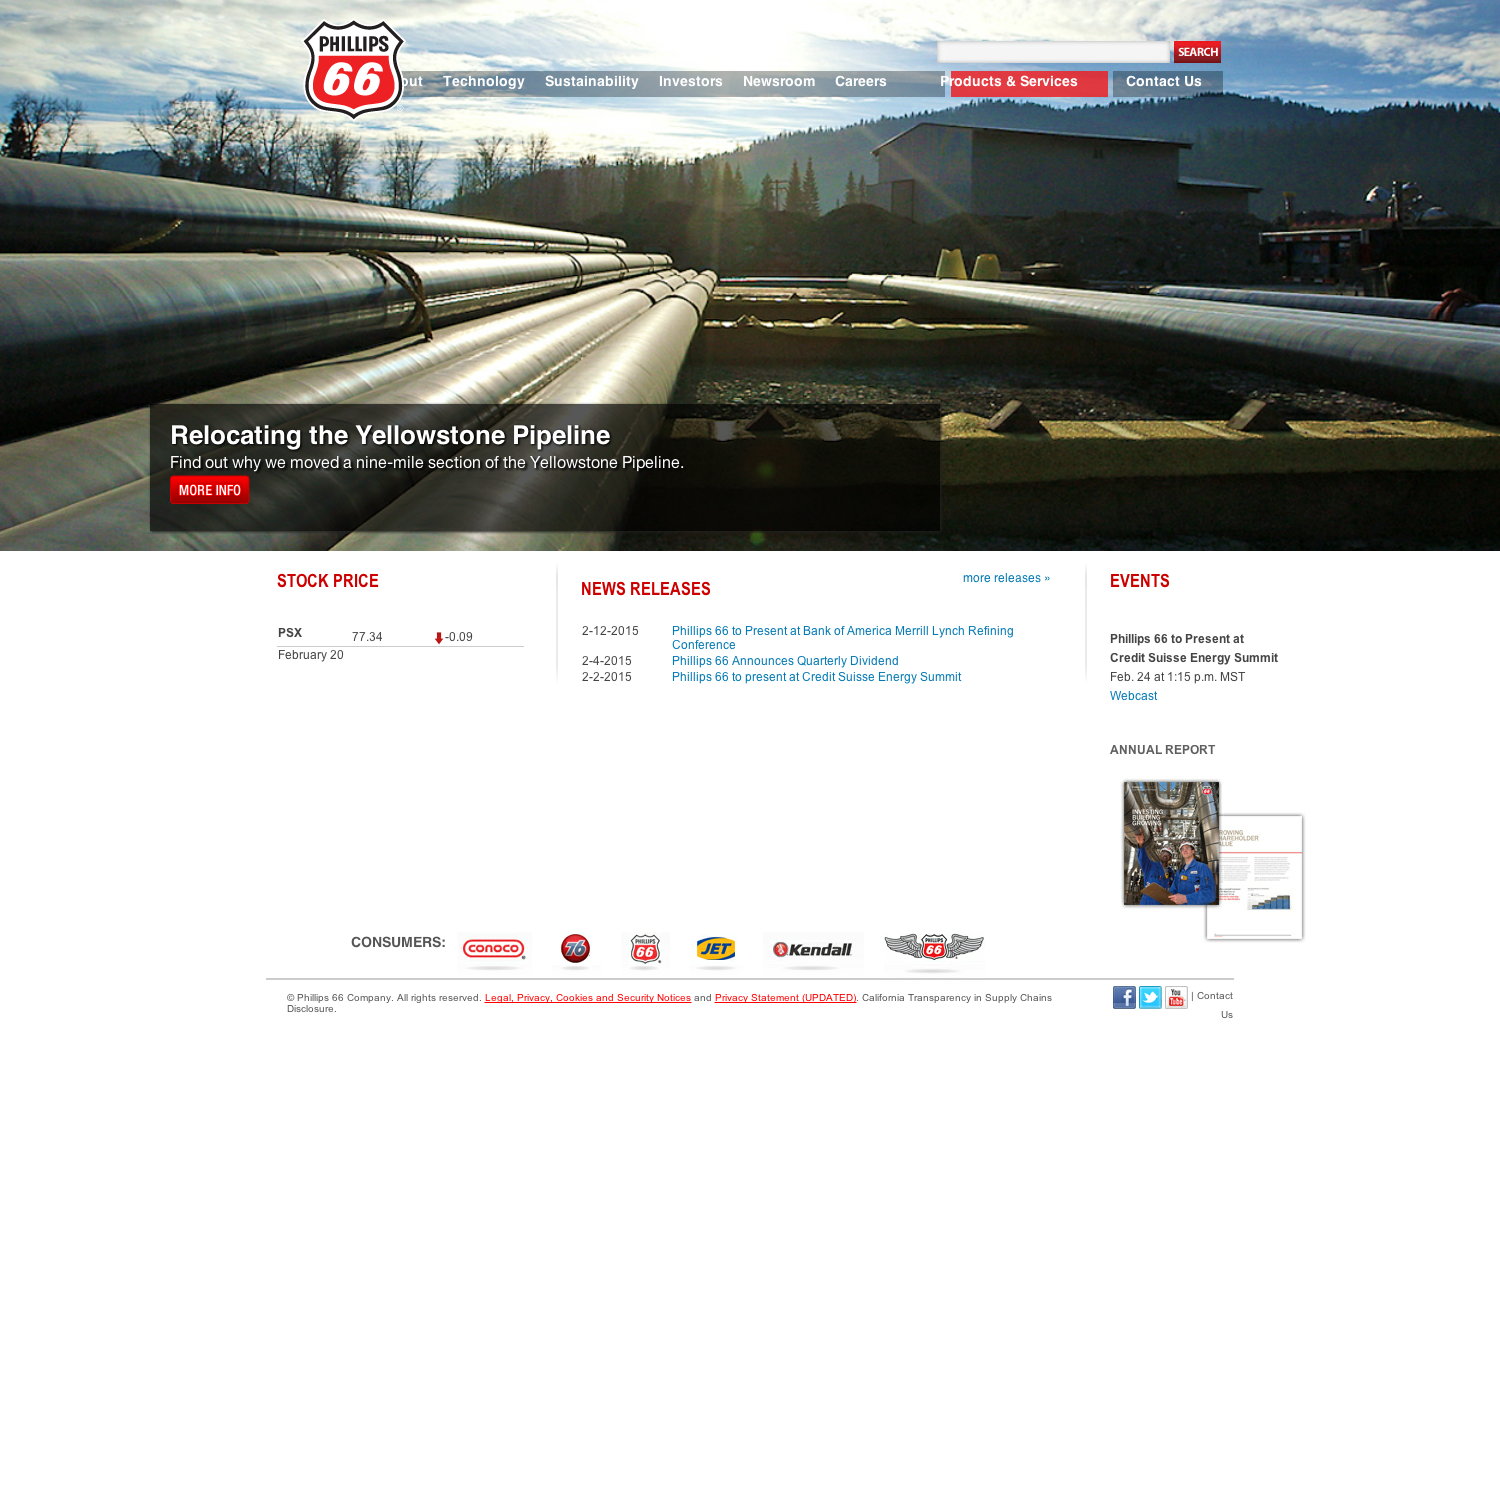 PHILLIPS
66
SEARCH
Technology Sustainability Investors Newsroom Careers Products & Services Contact Us
Relocating the Yellowstone Pipeline
Find out why we moved a nine-mile section of the Yellowstone Pipeline.
MORE INFO
STOCK PRICE
PSX 77.34 -0.09
February 20
NEWS RELEASES
more releases »
2-12-2015 Phillips 66 to Present at Bank of America Merrill Lynch Refining
Conference
2-4-2015 Phillips 66 Announces Quarterly Dividend
2-2-2015 Phillips 66 to present at Credit Suisse Energy Summit
EVENTS
Phillips 66 to Present at
Credit Suisse Energy Summit
Feb. 24 at 1:15 p.m. MST
Webcast
ANNUAL REPORT
INVESTING
BUILDING
GROWING
CONSUMERS:
conoco
76
PHILLIPS
66
JET
Kendall
PHILLIPS
66
© Phillips 66 Company. All rights reserved. Legal, Privacy, Cookies and Security Notices and Privacy Statement (UPDATED). California Transparency in Supply Chains
Disclosure.
You
Tube
| Contact
Us